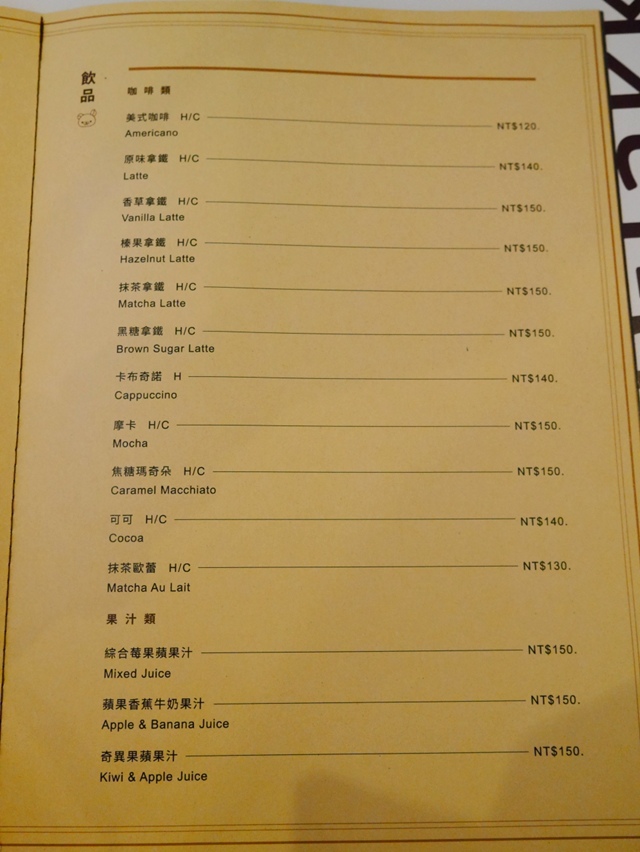 飲品
咖啡類
美式咖啡 H/C NT$120.
Americano
原味拿鐵 H/C NT$140.
Latte
香草拿鐵 H/C NT$150.
Vanilla Latte
榛果拿鐵 H/C NT$150.
Hazelnut Latte
抹茶拿鐵 H/C NT$150.
Matcha Latte
黑糖拿鐵 H/C NT$150.
Brown Sugar Latte
卡布奇諾 H NT$140.
Cappuccino
摩卡 H/C NT$150.
Mocha
焦糖瑪奇朵 H/C NT$150.
Caramel Macchiato
可可 H/C NT$140.
Cocoa
抹茶歐蕾 H/C NT$130.
Matcha Au Lait
果汁類
綜合莓果蘋果汁 NT$150.
Mixed Juice
蘋果香蕉牛奶果汁 NT$150.
Apple & Banana Juice
奇異果蘋果汁 NT$150.
Kiwi & Apple Juice